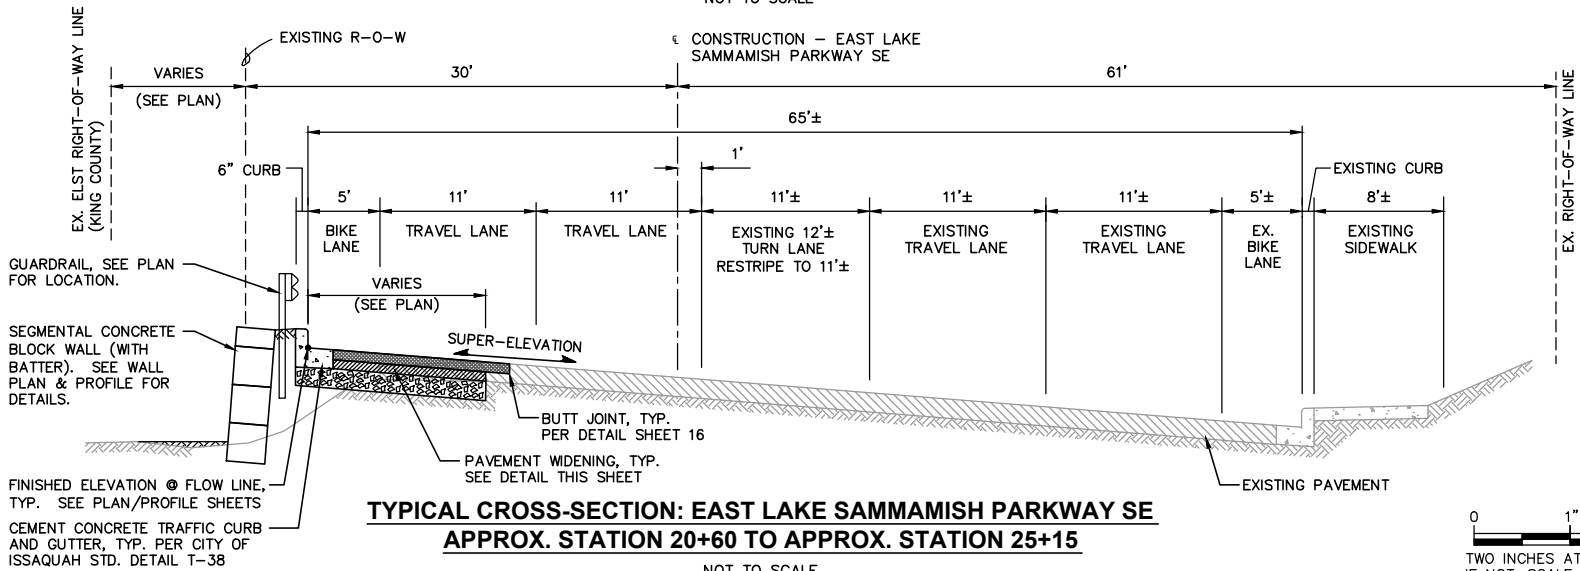 NOT TO SCALE
EX. ELST RIGHT-OF-WAY LINE
(KING COUNTY)
EXISTING R-O-W
℄ CONSTRUCTION – EAST LAKE
SAMMAMISH PARKWAY SE
VARIES
(SEE PLAN)
30'
61'
EX. RIGHT-OF-WAY LINE
65'±
1'
6" CURB
EXISTING CURB
5'
BIKE
LANE
11'
TRAVEL LANE
11'
TRAVEL LANE
11'±
EXISTING 12'±
TURN LANE
RESTRIPE TO 11'±
11'±
EXISTING
TRAVEL LANE
11'±
EXISTING
TRAVEL LANE
5'±
EX.
BIKE
LANE
8'±
EXISTING
SIDEWALK
GUARDRAIL, SEE PLAN
FOR LOCATION.
VARIES
(SEE PLAN)
SEGMENTAL CONCRETE
BLOCK WALL (WITH
BATTER). SEE WALL
PLAN & PROFILE FOR
DETAILS.
SUPER-ELEVATION
BUTT JOINT, TYP.
PER DETAIL SHEET 16
PAVEMENT WIDENING, TYP.
SEE DETAIL THIS SHEET
EXISTING PAVEMENT
FINISHED ELEVATION @ FLOW LINE,
TYP. SEE PLAN/PROFILE SHEETS
CEMENT CONCRETE TRAFFIC CURB
AND GUTTER, TYP. PER CITY OF
ISSAQUAH STD. DETAIL T-38
TYPICAL CROSS-SECTION: EAST LAKE SAMMAMISH PARKWAY SE
APPROX. STATION 20+60 TO APPROX. STATION 25+15
NOT TO SCALE
0 1"
TWO INCHES AT
IF NOT, SCALE